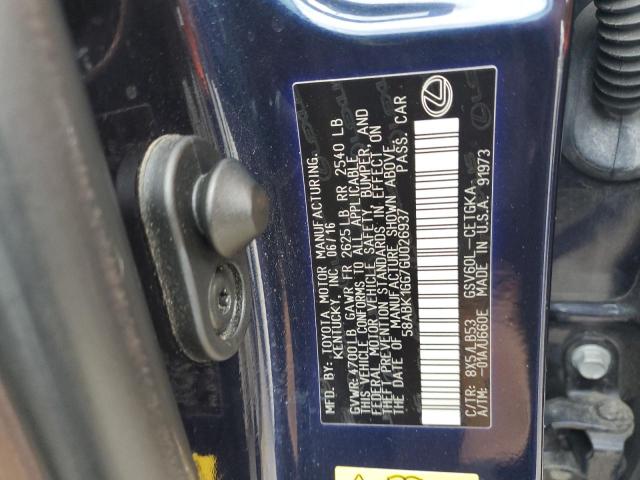 MFD. BY: TOYOTA MOTOR MANUFACTURING,
KENTUCKY, INC. 06/16
GVWR: 4700 LB GAWR FR 2625 LB RR 2540 LB
THIS VEHICLE CONFORMS TO ALL APPLICABLE
FEDERAL MOTOR VEHICLE SAFETY, BUMPER, AND
THEFT PREVENTION STANDARDS IN EFFECT ON
THE DATE OF MANUFACTURE SHOWN ABOVE.
58ABK1GG7GU026937 PASS. CAR
C/TR: 8X5/LB53 GSV60L-CETGKA
A/TM: -01A/U660E MADE IN U.S.A. 91973